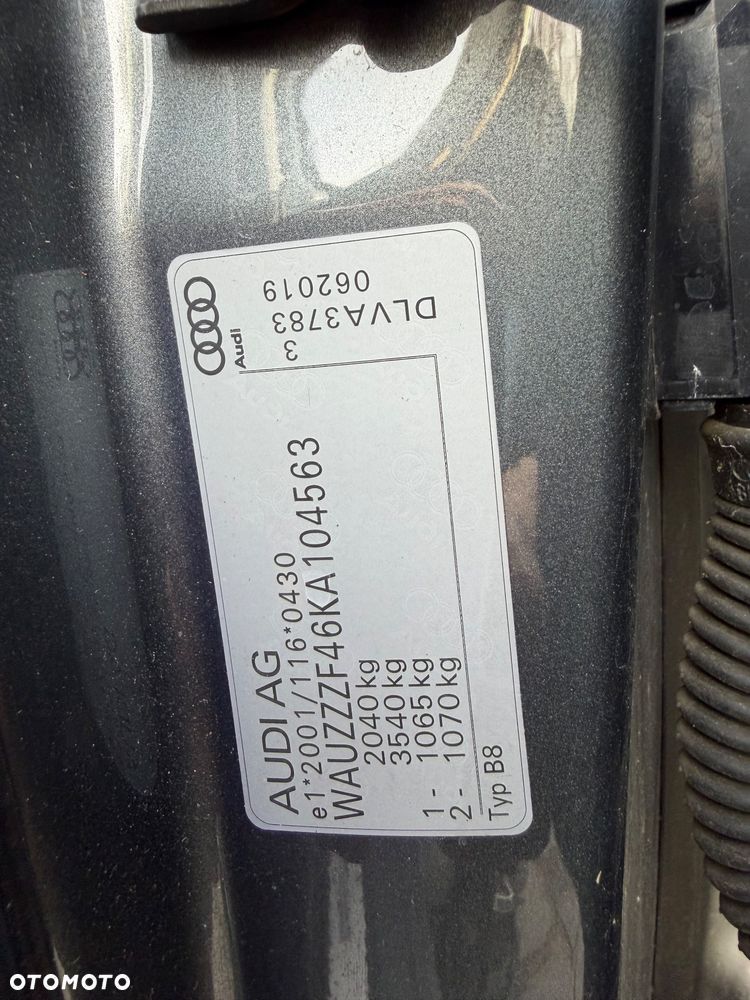 AUDI AG
e1*2001/116*0430
WAUZZZF46KA104563
2040 kg
3540 kg
1 - 1065 kg
2 - 1070 kg
Typ B8
Audi
062019
3
DLVA3783
OTOMOTO